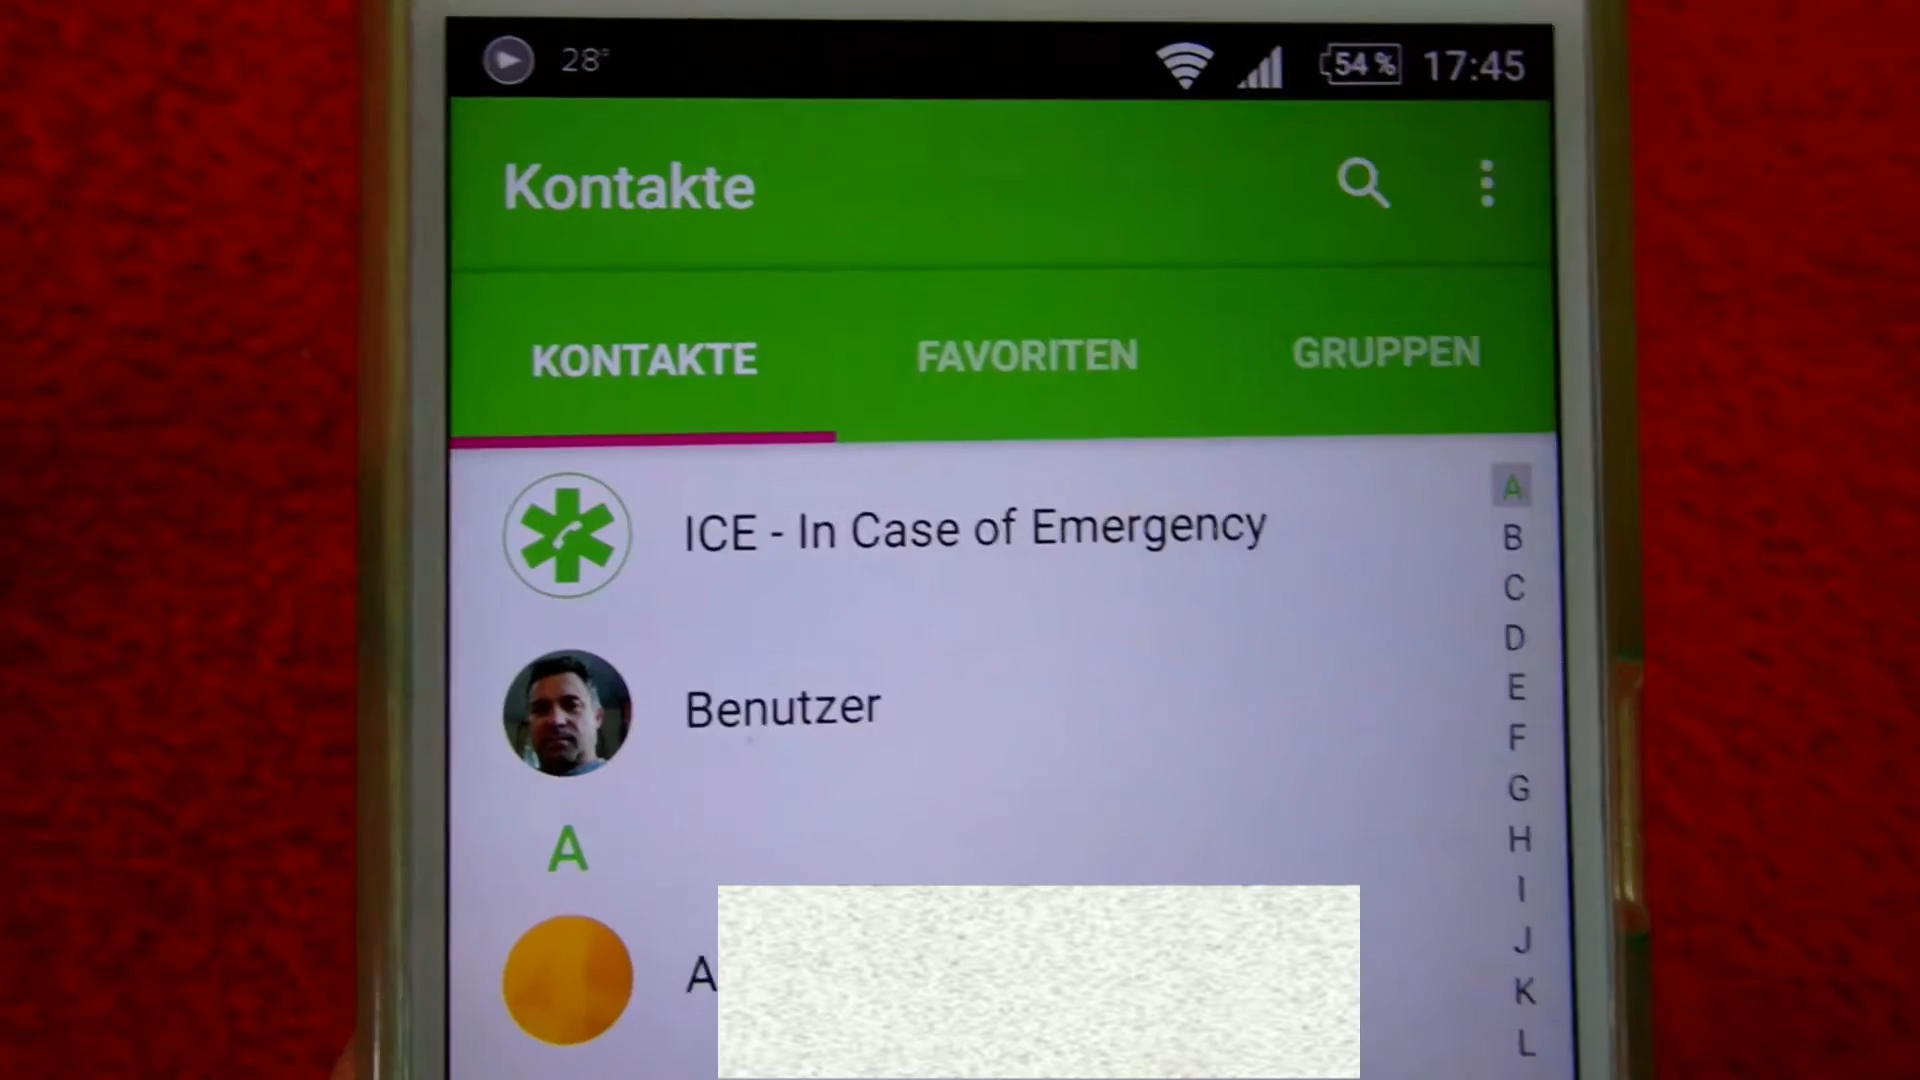 28°
54 % 17:45
Kontakte
KONTAKTE FAVORITEN GRUPPEN
ICE - In Case of Emergency
Benutzer
A
A
A
B
C
D
E
F
G
H
I
J
K
L